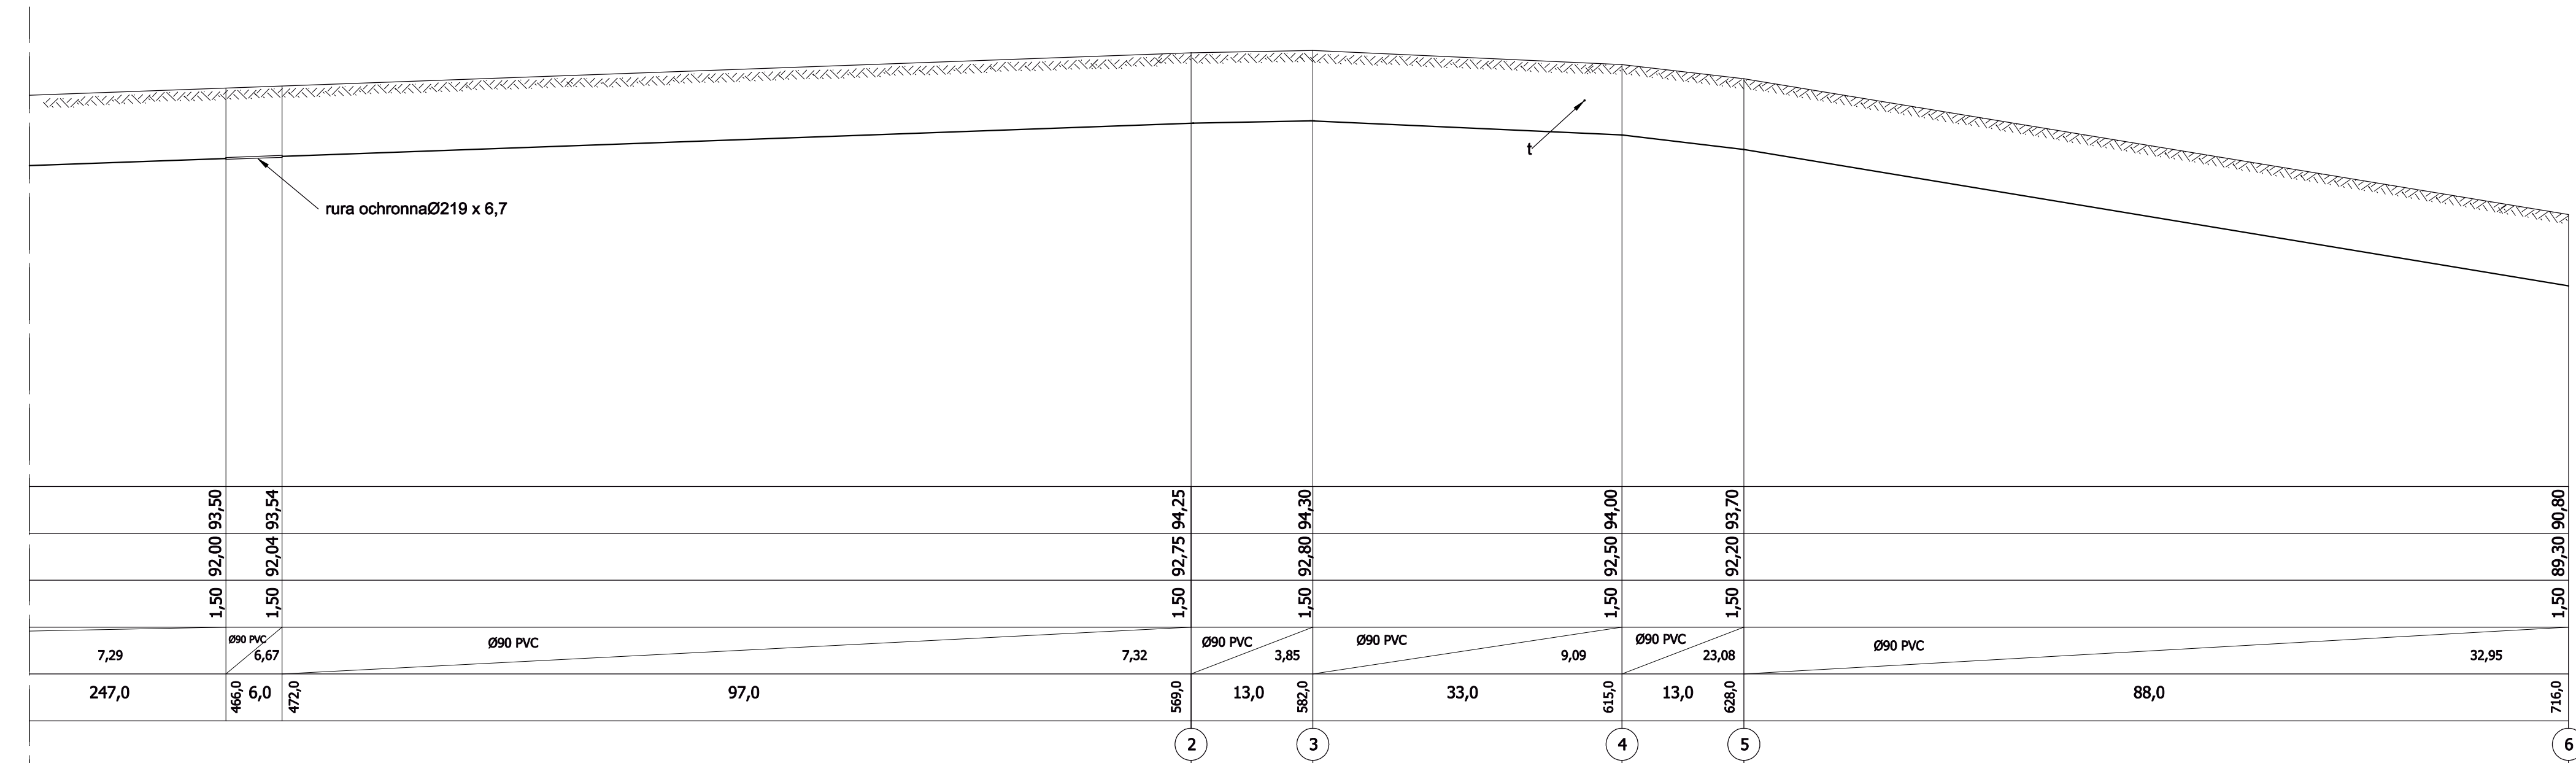 t
rura ochronnaØ219 x 6,7
93,50 93,54 94,25 94,30 94,00 93,70 90,80
92,00 92,04 92,75 92,80 92,50 92,20 89,30
1,50 1,50 1,50 1,50 1,50 1,50 1,50
Ø90 PVC Ø90 PVC Ø90 PVC Ø90 PVC Ø90 PVC Ø90 PVC
7,29 6,67 7,32 3,85 9,09 23,08 32,95
247,0 466,0 6,0 472,0 97,0 569,0 13,0 582,0 33,0 615,0 13,0 628,0 88,0 716,0
2 3 4 5 6